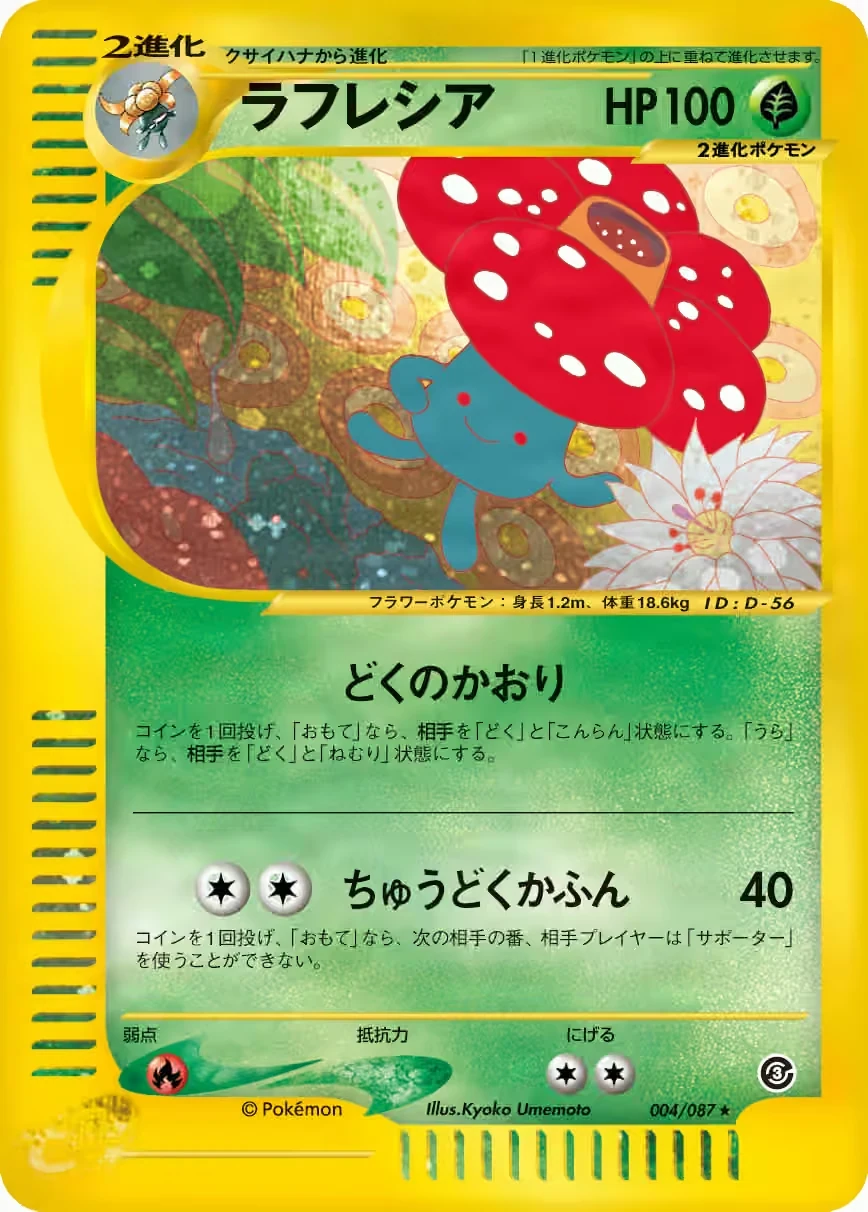 2進化
クサイハナから進化
「1進化ポケモン」の上に重ねて進化させます。
ラフレシア HP100
2進化ポケモン
フラワーポケモン：身長1.2m、体重18.6kg ID：D-56
どくのかおり
コインを1回投げ、「おもて」なら、相手を「どく」と「こんらん」状態にする。「うら」
なら、相手を「どく」と「ねむり」状態にする。
ちゅうどくかふん 40
コインを1回投げ、「おもて」なら、次の相手の番、相手プレイヤーは「サポーター」
を使うことができない。
弱点 抵抗力 にげる
3
© Pokémon Illus.Kyoko Umemoto 004/087★